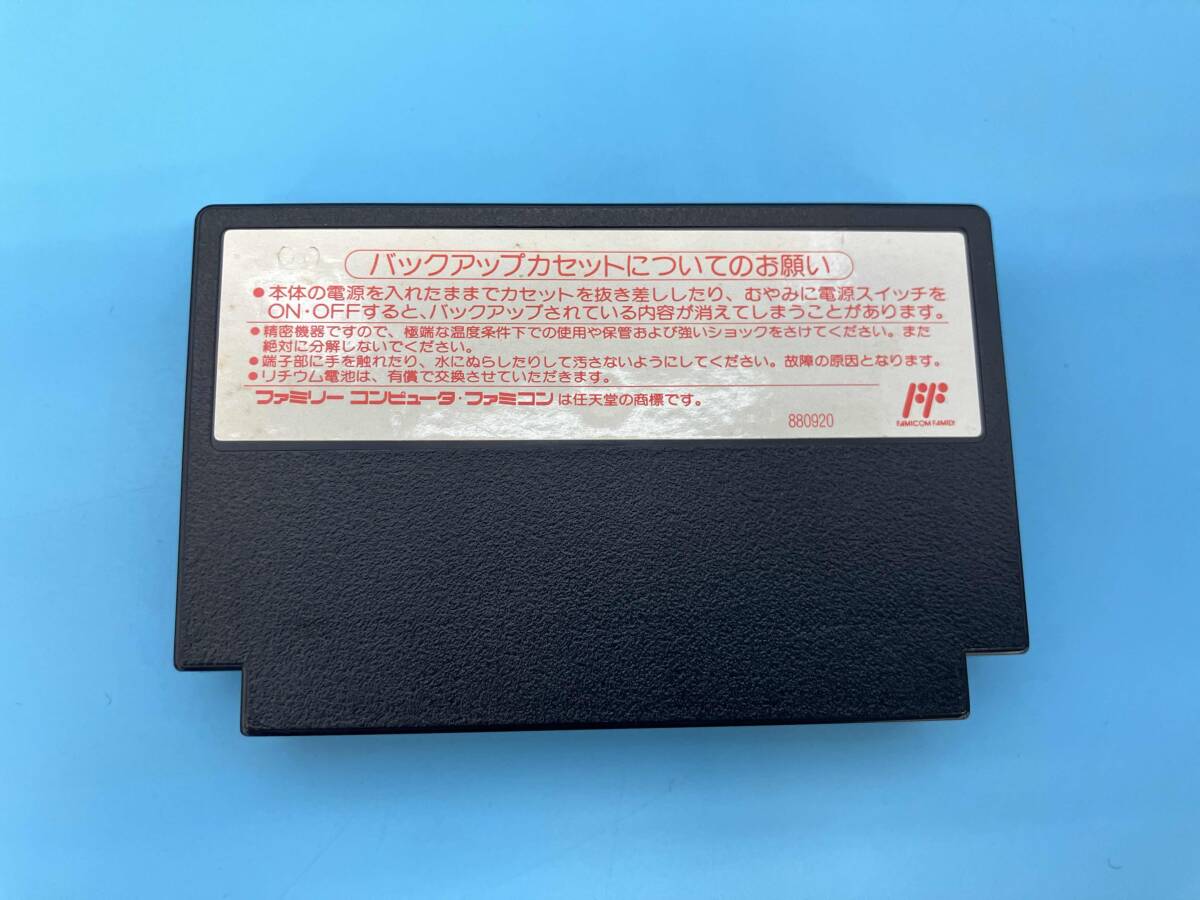 バックアップカセットについてのお願い
●本体の電源を入れたままでカセットを抜き差ししたり、むやみに電源スイッチを
ON・OFFすると、バックアップされている内容が消えてしまうことがあります。
●精密機器ですので、極端な温度条件下での使用や保管および強いショックをさけてください。また
絶対に分解しないでください。
●端子部に手を触れたり、水にぬらしたりして汚さないようにしてください。故障の原因となります。
●リチウム電池は、有償で交換させていただきます。
ファミリー コンピュータ・ファミコンは任天堂の商標です。
880920
FF
FAMICOM FAMILY